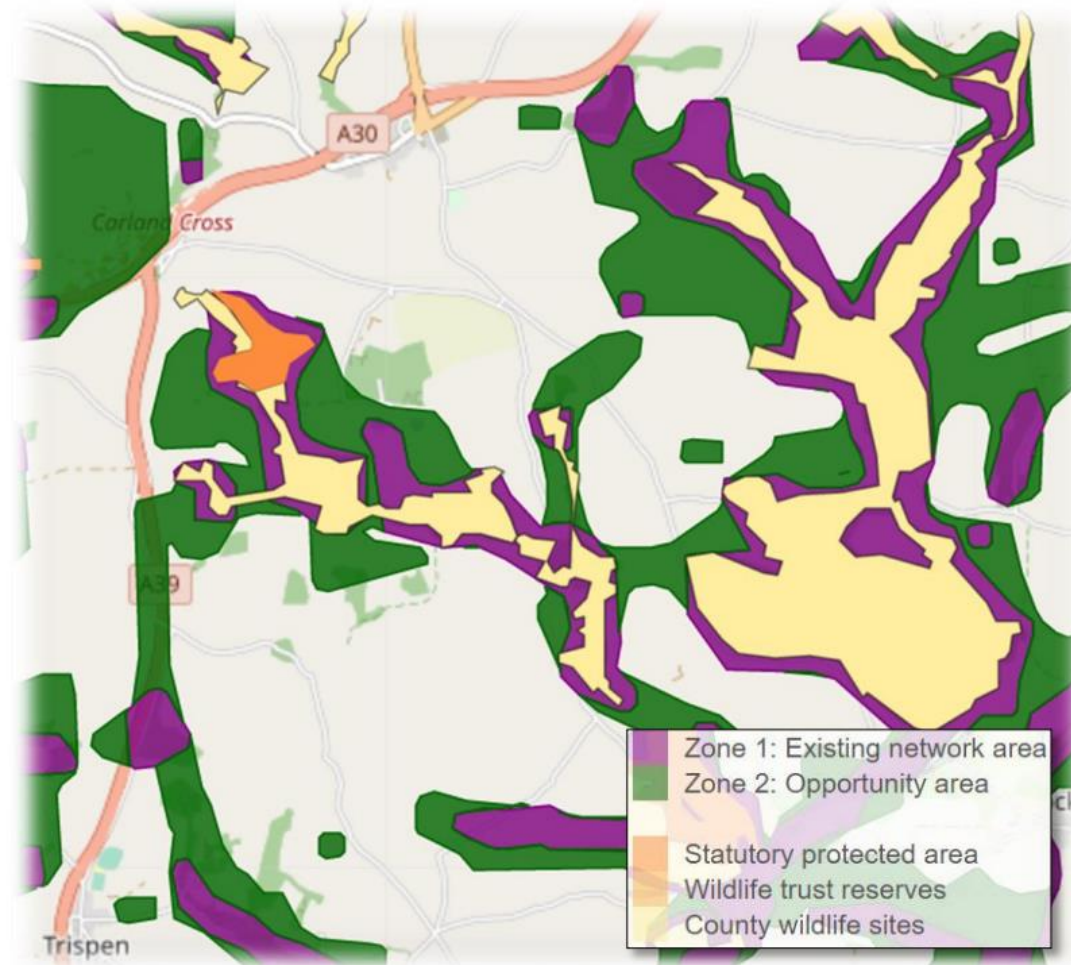 A30
Carland Cross
A39
Zone 1: Existing network area
Zone 2: Opportunity area
Statutory protected area
Wildlife trust reserves
County wildlife sites
Trispen